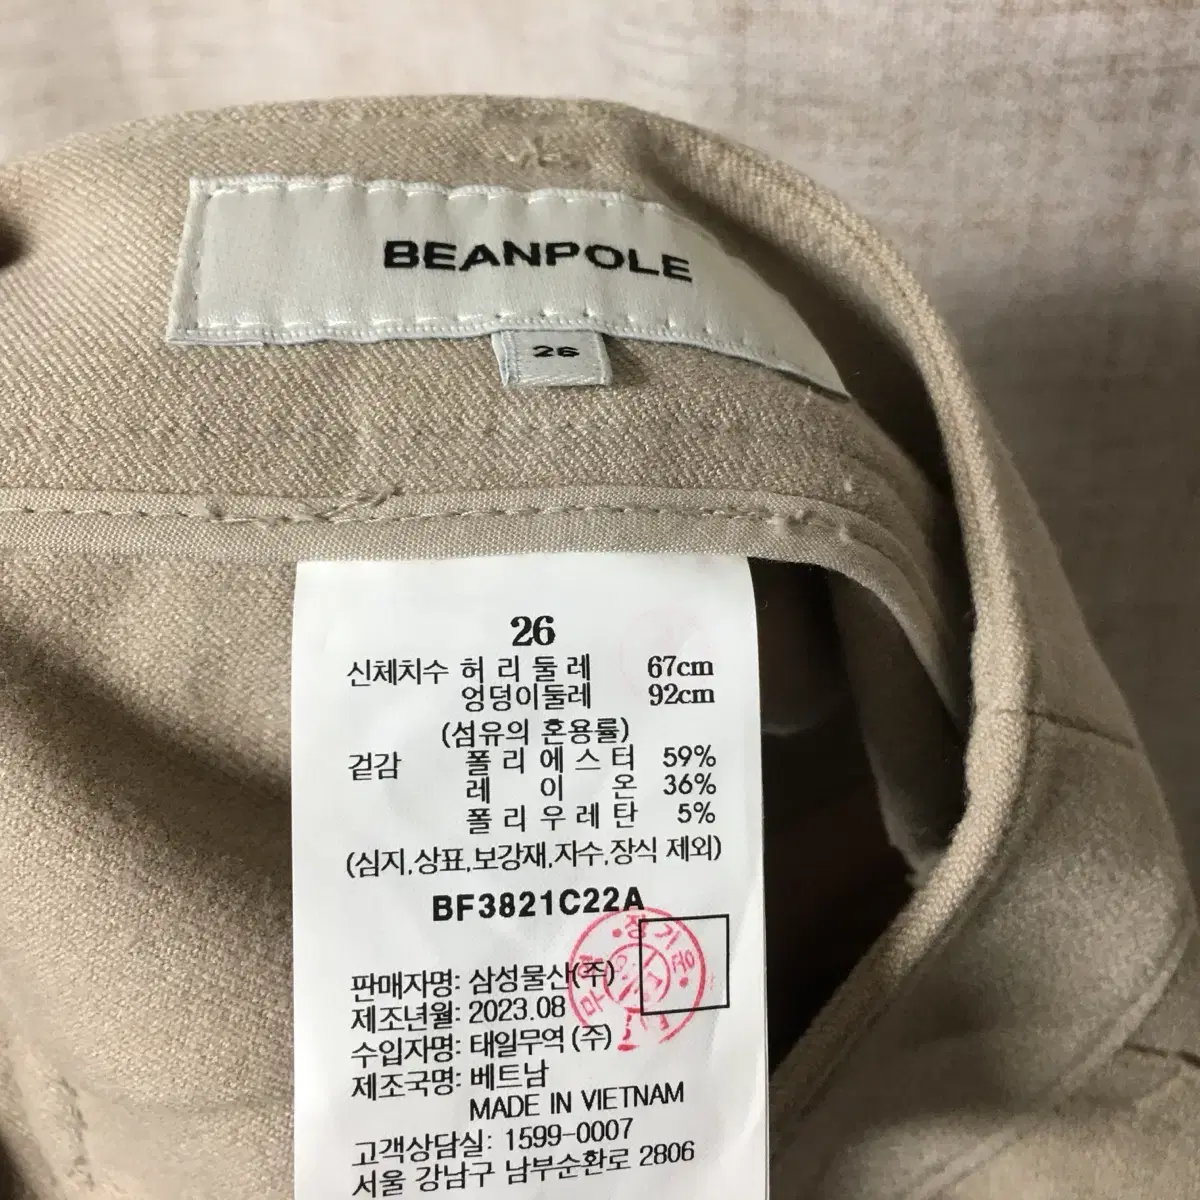 BEANPOLE
26
26
신체치수 허리둘레 67cm
엉덩이둘레 92cm
(섬유의 혼용률)
겉감 폴리에스터 59%
레이온 36%
폴리우레탄 5%
(심지,상표,보강재,자수,장식 제외)
BF3821C22A
판매자명: 삼성물산(주)
제조년월: 2023.08
수입자명: 태일무역(주)
제조국명: 베트남
MADE IN VIETNAM
고객상담실: 1599-0007
서울 강남구 남부순환로 2806